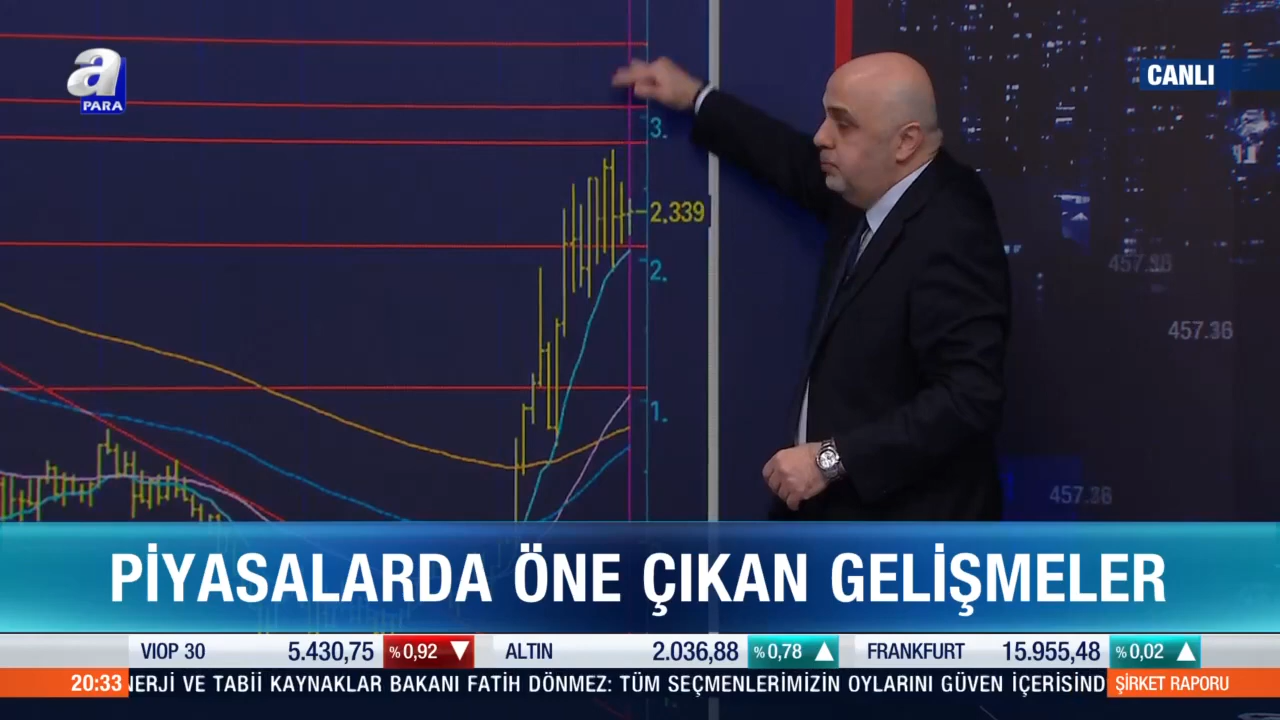 a
PARA
CANLI
3.
2.339
2.
457.36
457.36
1.
457.36
PİYASALARDA ÖNE ÇIKAN GELİŞMELER
VIOP 30 5.430,75 %0,92 ALTIN 2.036,88 %0,78 FRANKFURT 15.955,48 %0,02
20:33 NERJİ VE TABİİ KAYNAKLAR BAKANI FATİH DÖNMEZ: TÜM SEÇMENLERİMİZİN OYLARINI GÜVEN İÇERİSİND ŞİRKET RAPORU